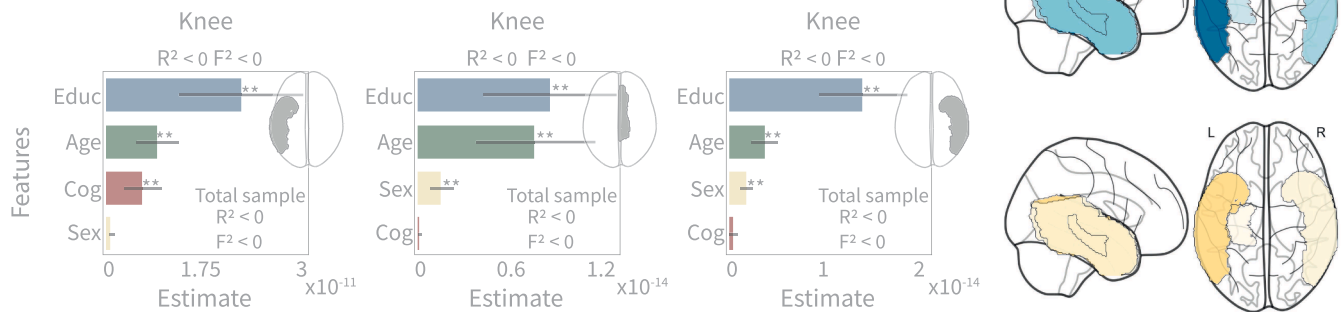 Knee
R² < 0 F² < 0
Features
Educ
**
Age
**
Cog
**
Sex
Total sample
R² < 0
F² < 0
0 1.75 3
x10⁻¹¹
Estimate
Knee
R² < 0 F² < 0
Educ
**
Age
**
Sex
**
Cog
Total sample
R² < 0
F² < 0
0 0.6 1.2
x10⁻¹⁴
Estimate
Knee
R² < 0 F² < 0
Educ
Age
**
Sex
**
Cog
Total sample
R² < 0
F² < 0
0 1 2
x10⁻¹⁴
Estimate
L R